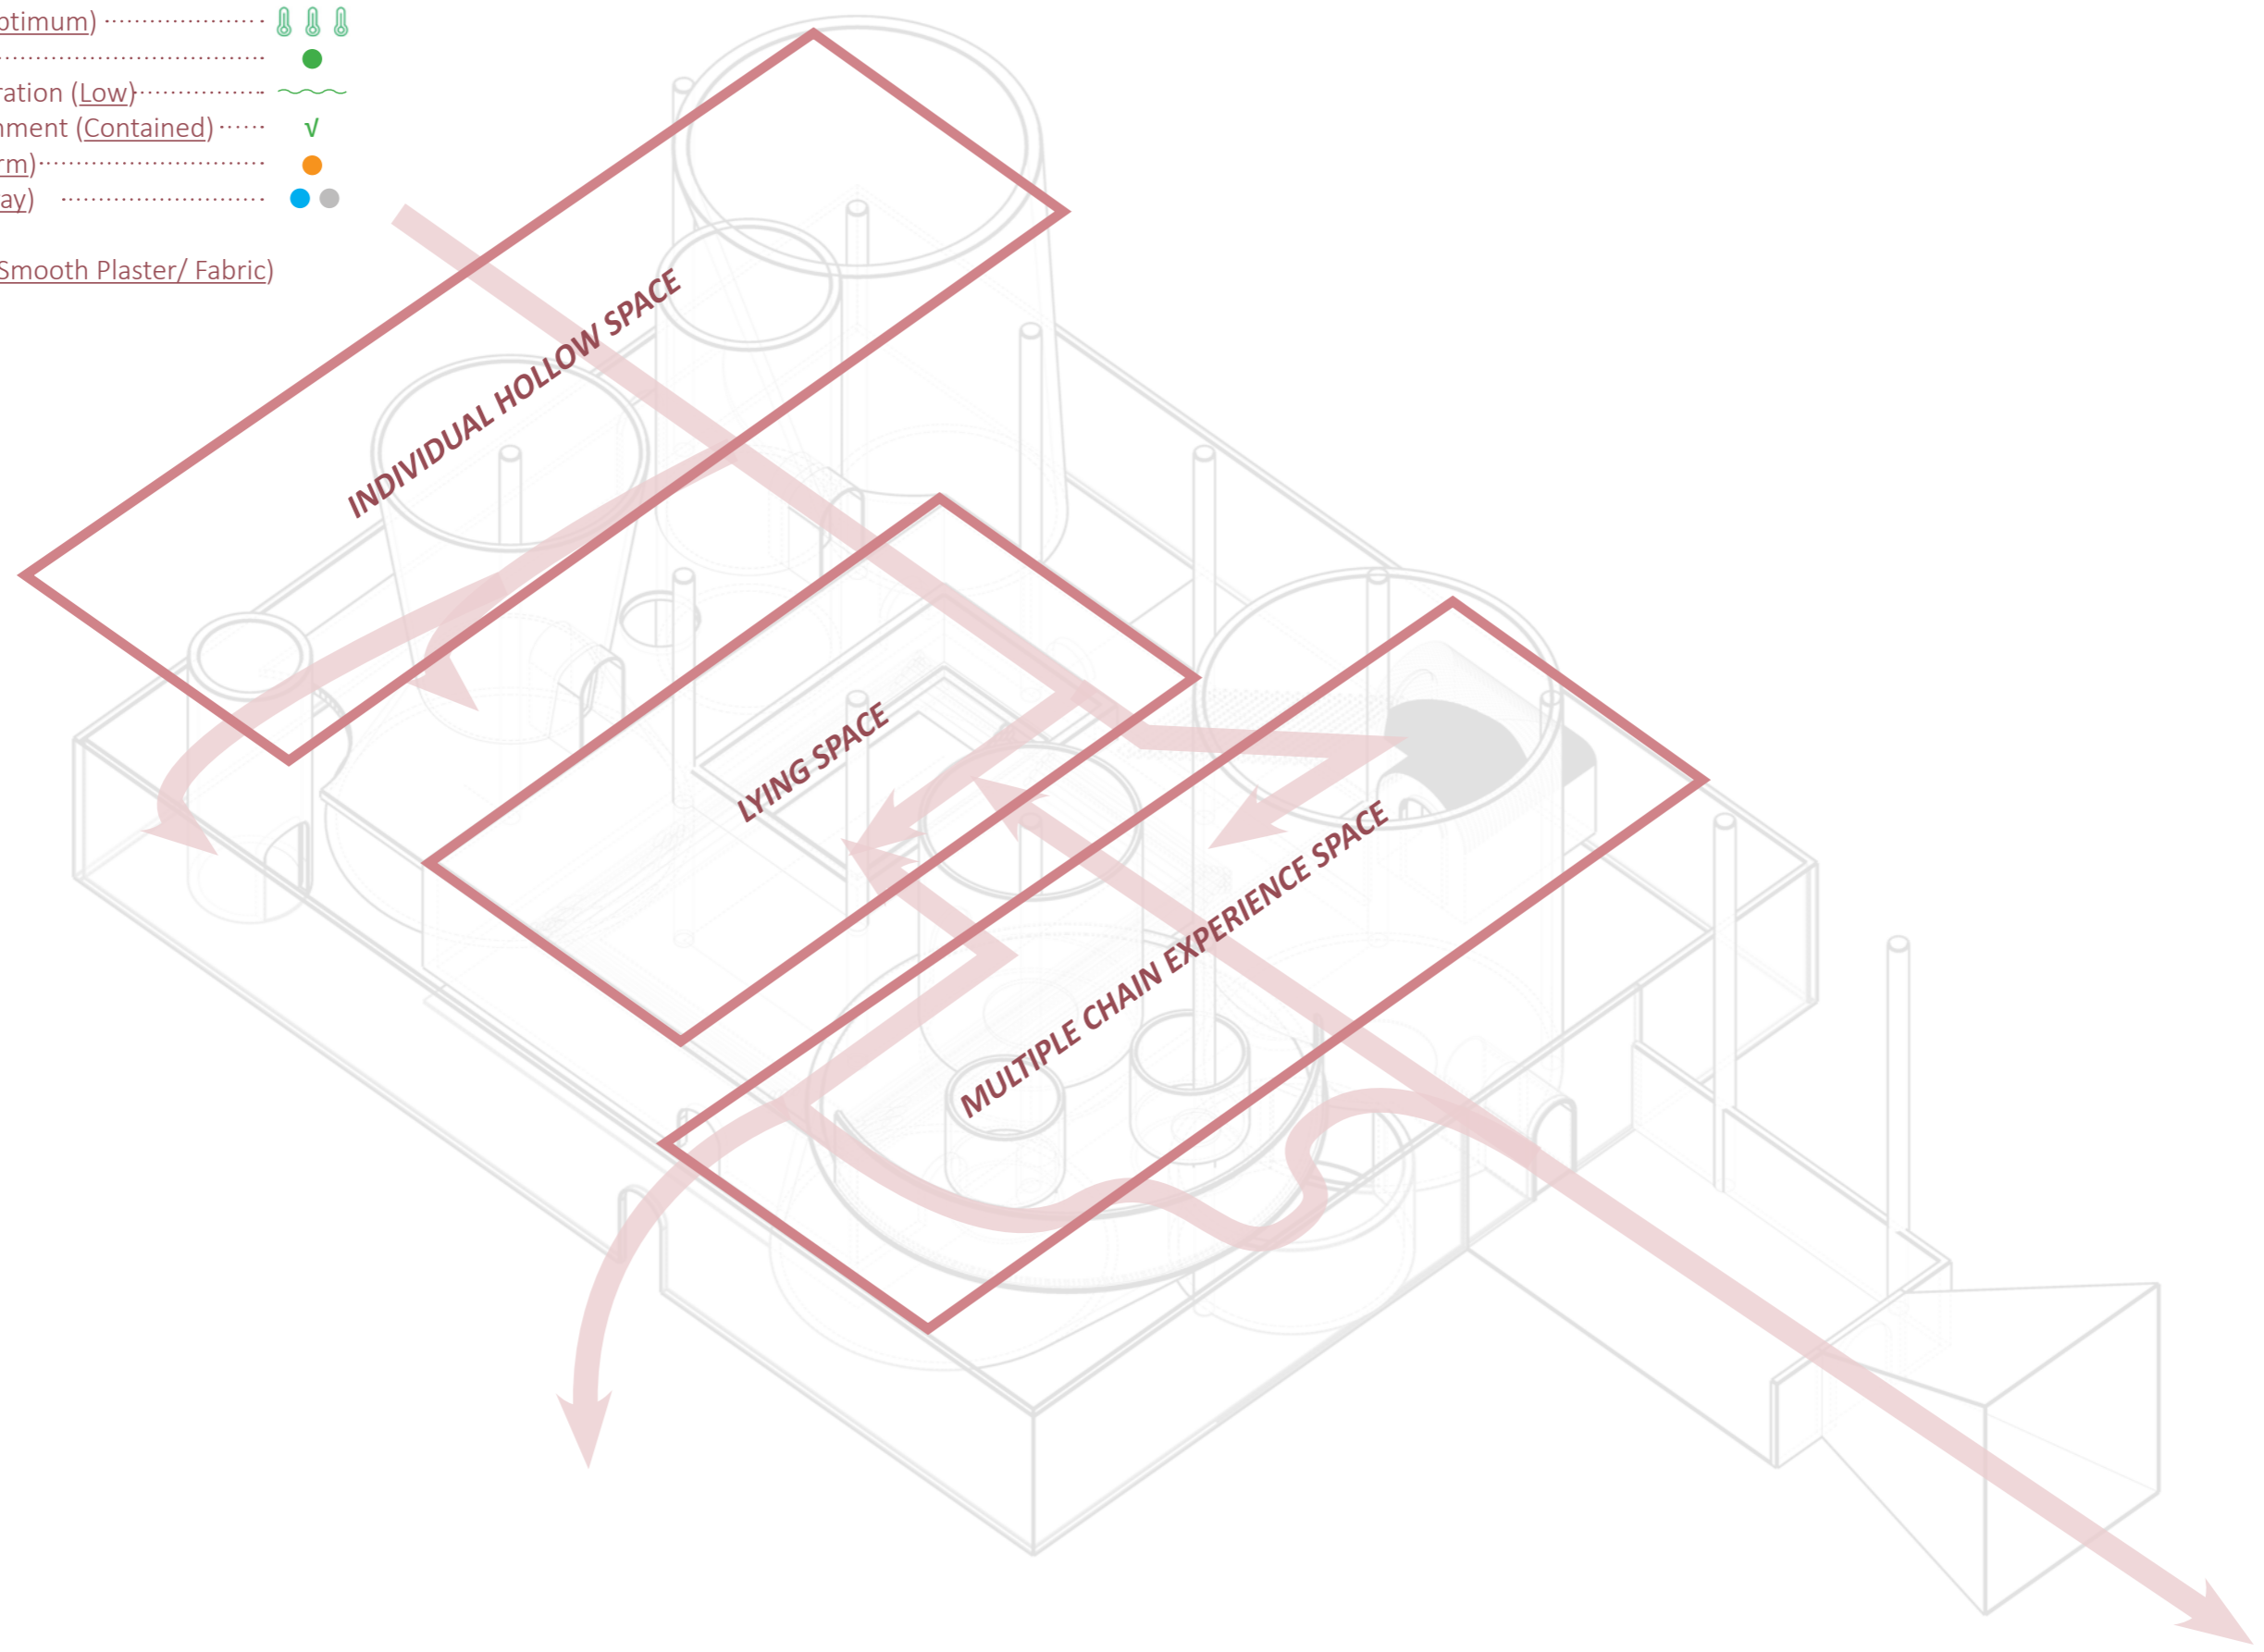 ptimum)
ration (Low)
nment (Contained)
√
rm)
ay)
Smooth Plaster/ Fabric)
INDIVIDUAL HOLLOW SPACE
LYING SPACE
MULTIPLE CHAIN EXPERIENCE SPACE